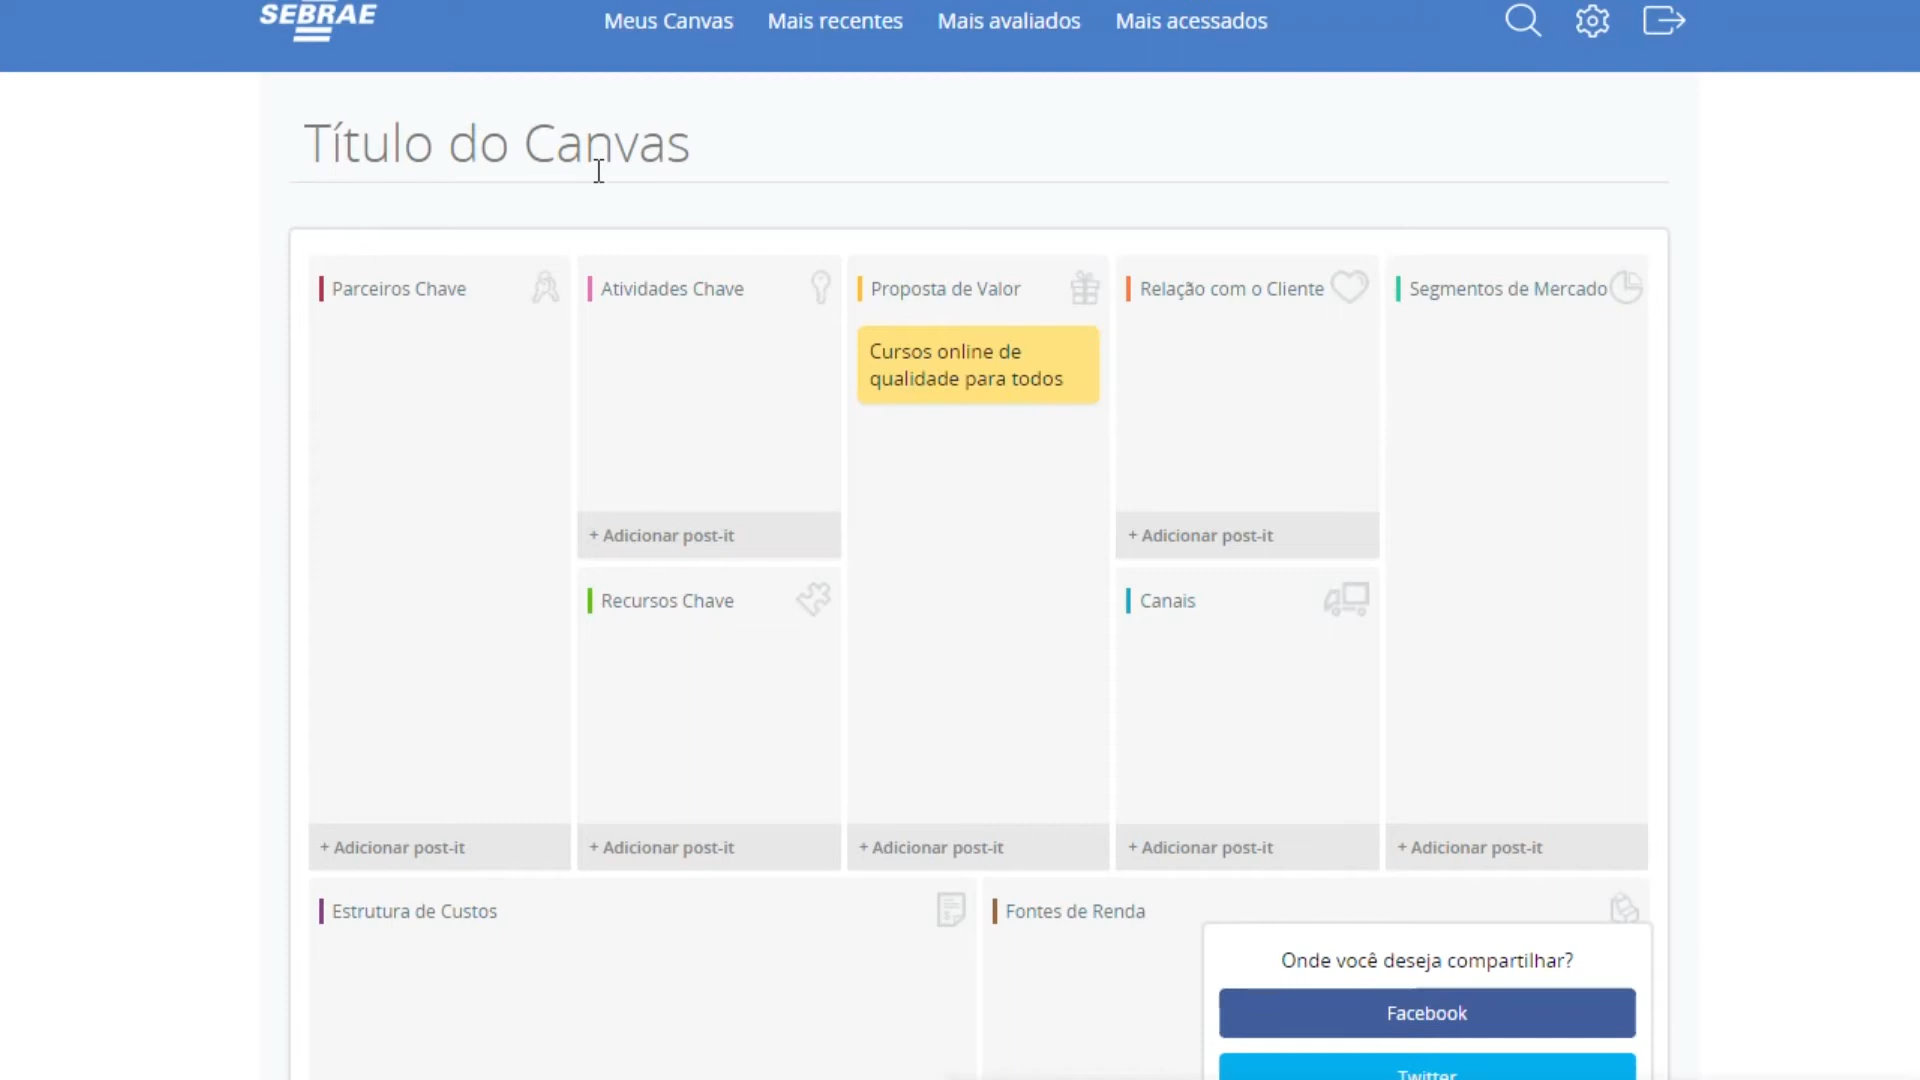 SEBRAE
Meus Canvas
Mais recentes
Mais avaliados
Mais acessados
Título do Canvas
Parceiros Chave
Atividades Chave
Proposta de Valor
Relação com o Cliente
Segmentos de Mercado
Cursos online de
qualidade para todos
+ Adicionar post-it
+ Adicionar post-it
Recursos Chave
Canais
+ Adicionar post-it
+ Adicionar post-it
+ Adicionar post-it
+ Adicionar post-it
+ Adicionar post-it
Estrutura de Custos
Fontes de Renda
Onde você deseja compartilhar?
Facebook
Twitter